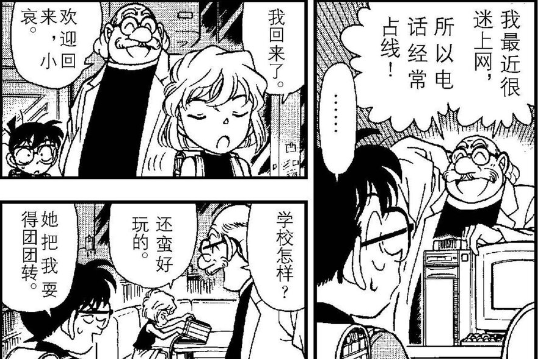 我最近很
迷上网，
所以电
话经常
占线！
……
我回来了。
欢迎回
来，小
哀。
学校怎样？
还蛮好
玩的。
她把我耍
得团团转。